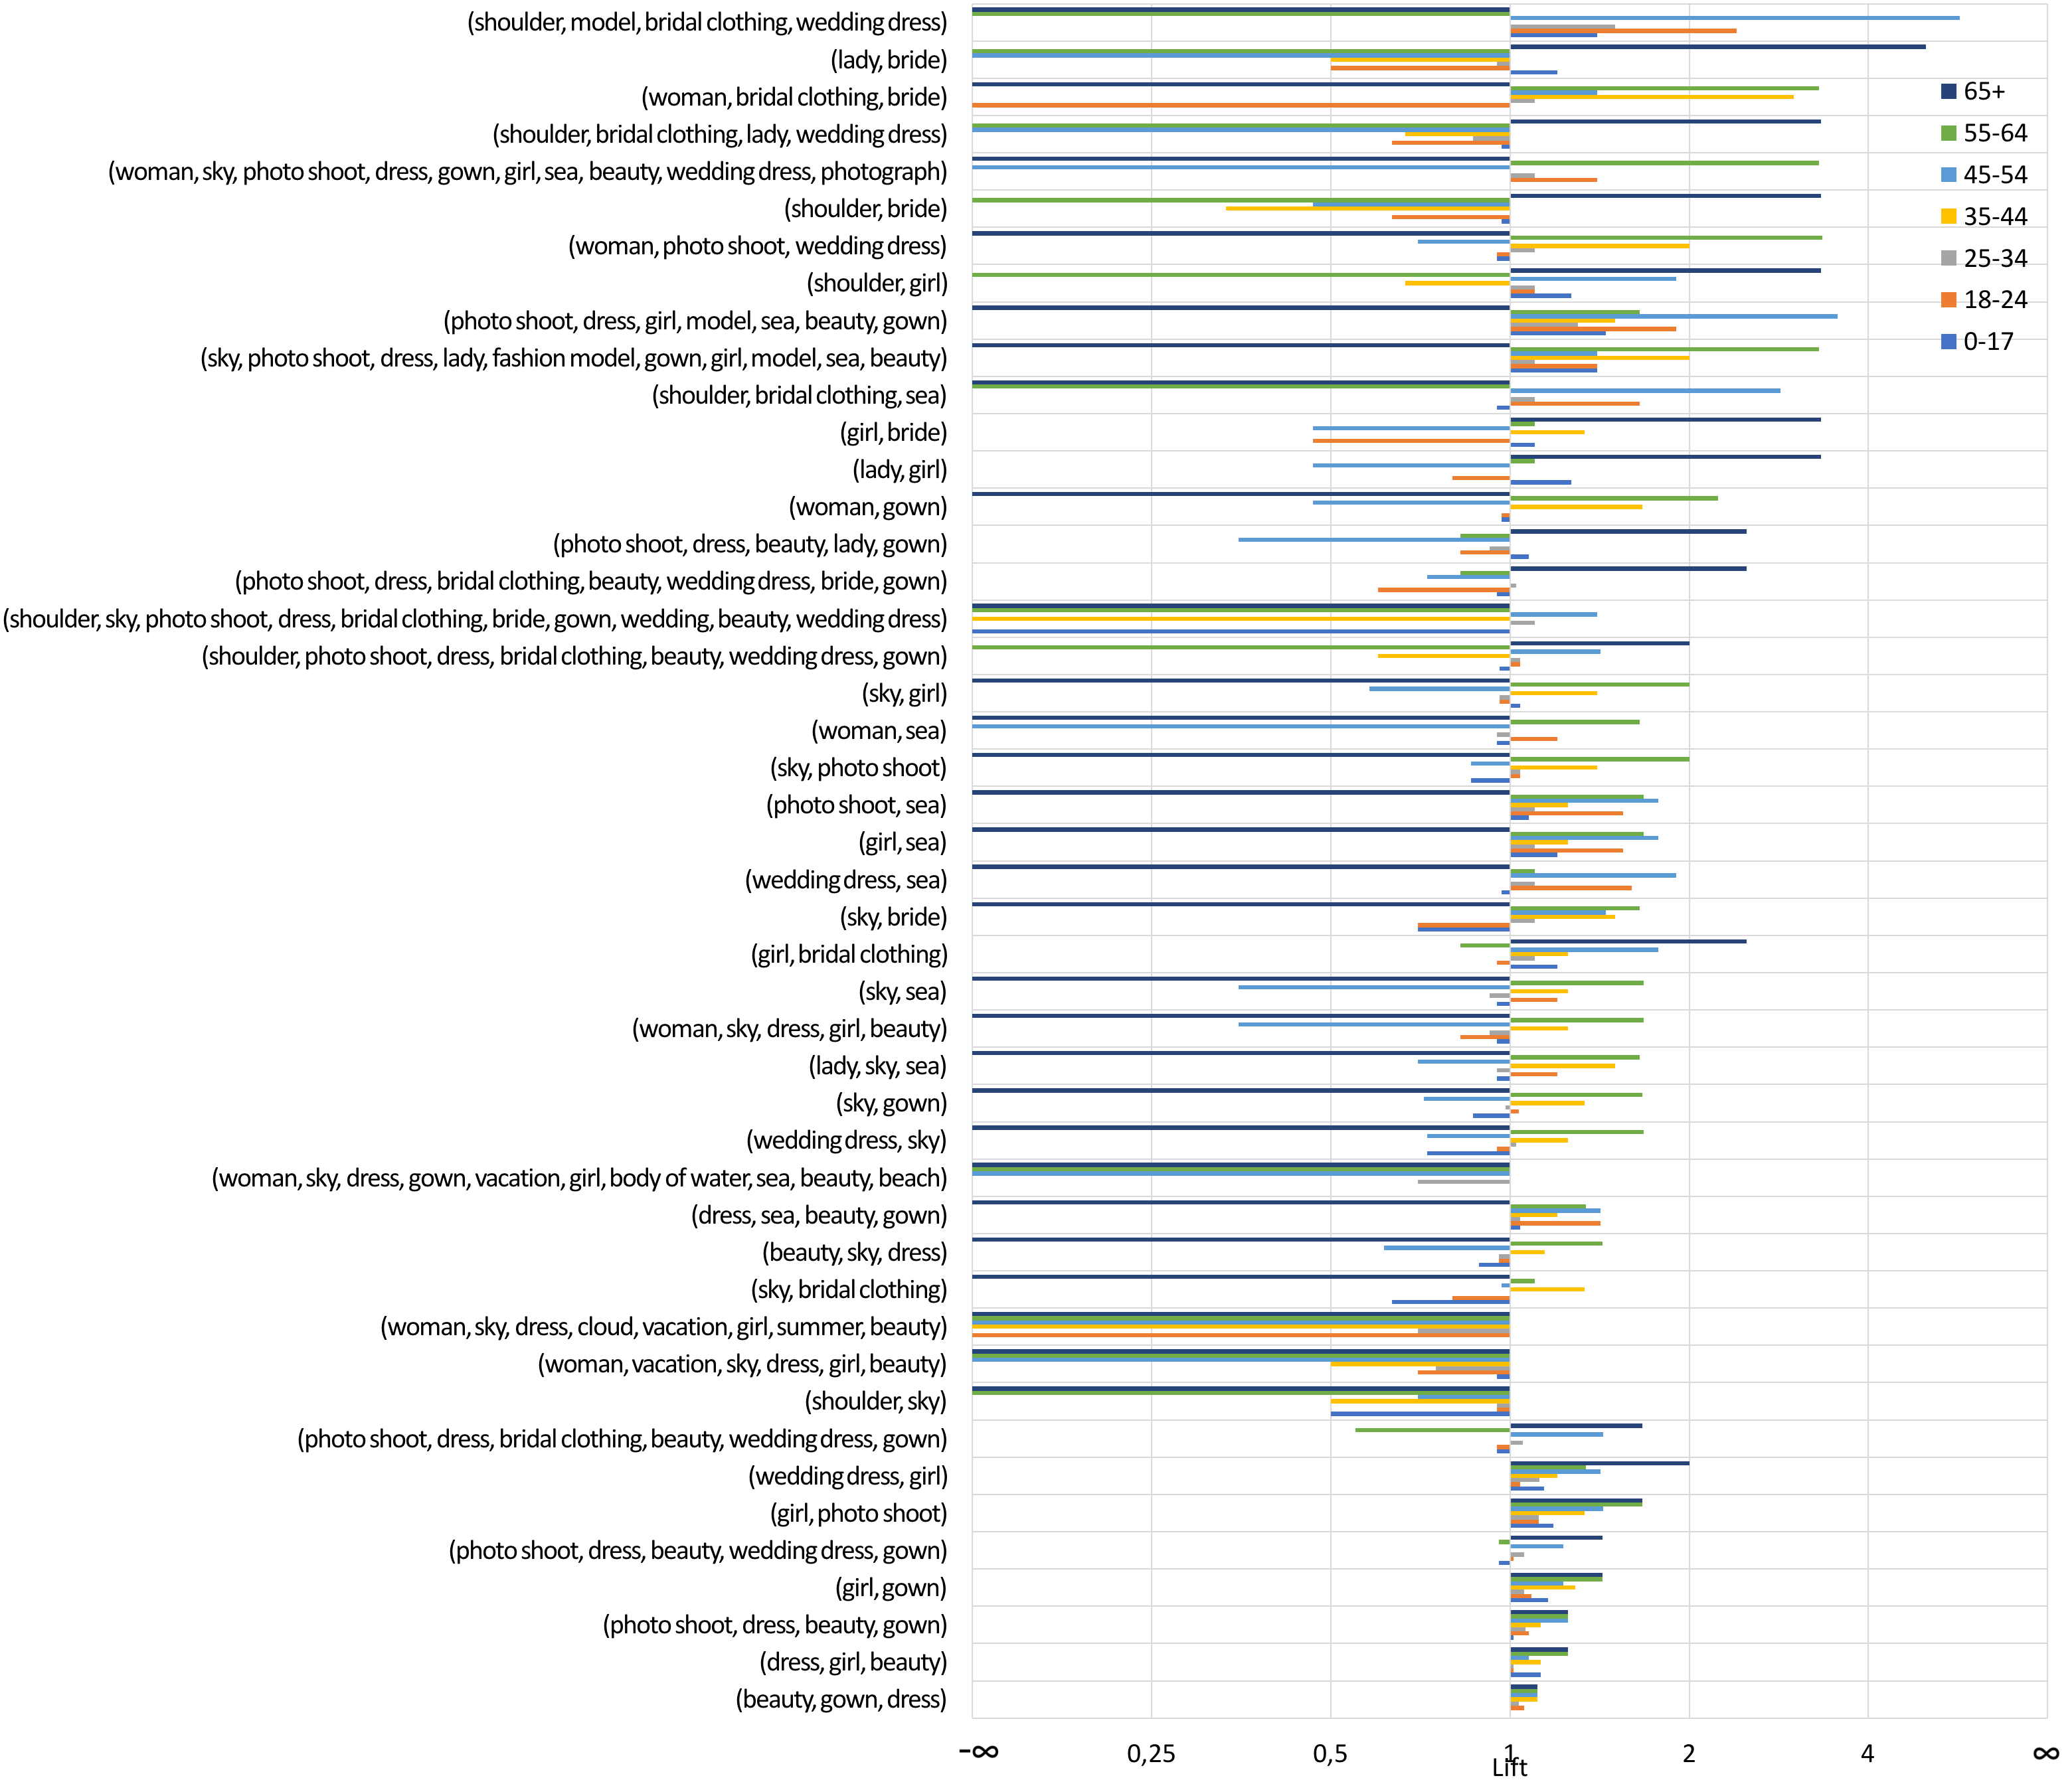 (shoulder, model, bridal clothing, wedding dress)
(lady, bride)
(woman, bridal clothing, bride)
(shoulder, bridal clothing, lady, wedding dress)
(woman, sky, photo shoot, dress, gown, girl, sea, beauty, wedding dress, photograph)
(shoulder, bride)
(woman, photo shoot, wedding dress)
(shoulder, girl)
(photo shoot, dress, girl, model, sea, beauty, gown)
(sky, photo shoot, dress, lady, fashion model, gown, girl, model, sea, beauty)
(shoulder, bridal clothing, sea)
(girl, bride)
(lady, girl)
(woman, gown)
(photo shoot, dress, beauty, lady, gown)
(photo shoot, dress, bridal clothing, beauty, wedding dress, bride, gown)
(shoulder, sky, photo shoot, dress, bridal clothing, bride, gown, wedding, beauty, wedding dress)
(shoulder, photo shoot, dress, bridal clothing, beauty, wedding dress, gown)
(sky, girl)
(woman, sea)
(sky, photo shoot)
(photo shoot, sea)
(girl, sea)
(wedding dress, sea)
(sky, bride)
(girl, bridal clothing)
(sky, sea)
(woman, sky, dress, girl, beauty)
(lady, sky, sea)
(sky, gown)
(wedding dress, sky)
(woman, sky, dress, gown, vacation, girl, body of water, sea, beauty, beach)
(dress, sea, beauty, gown)
(beauty, sky, dress)
(sky, bridal clothing)
(woman, sky, dress, cloud, vacation, girl, summer, beauty)
(woman, vacation, sky, dress, girl, beauty)
(shoulder, sky)
(photo shoot, dress, bridal clothing, beauty, wedding dress, gown)
(wedding dress, girl)
(girl, photo shoot)
(photo shoot, dress, beauty, wedding dress, gown)
(girl, gown)
(photo shoot, dress, beauty, gown)
(dress, girl, beauty)
(beauty, gown, dress)
65+
55-64
45-54
35-44
25-34
18-24
0-17
-∞ 0,25 0,5 1 2 4 ∞
Lift